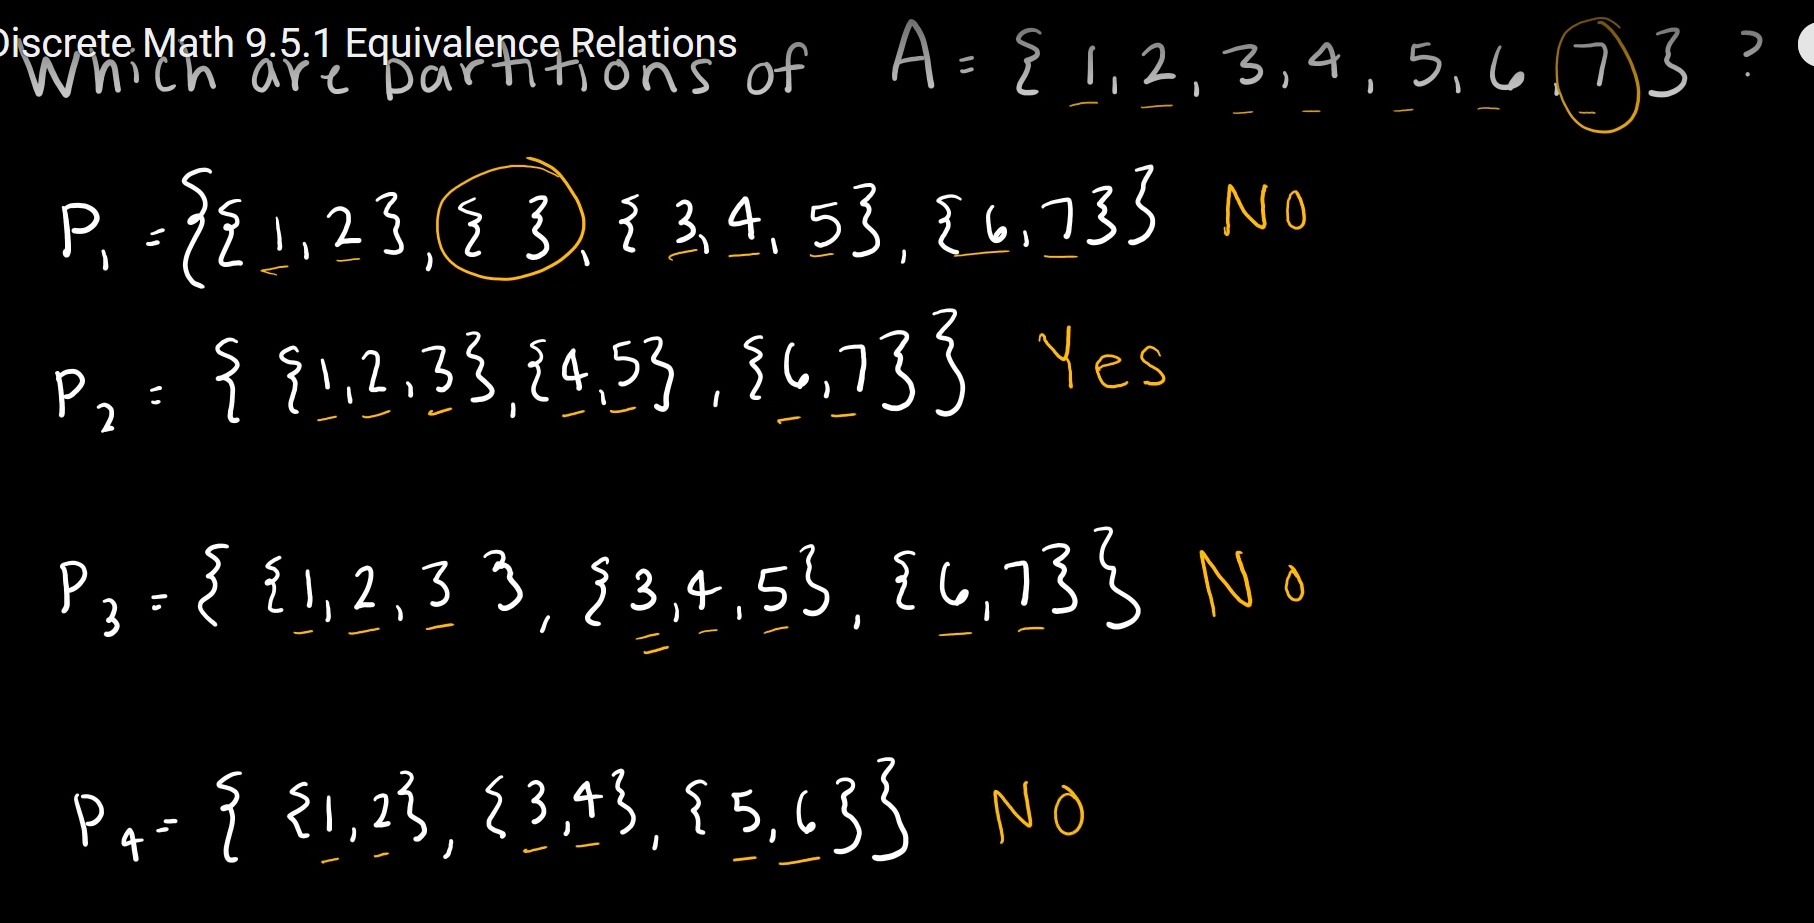 Discrete Math 9.5.1 Equivalence Relations
Which are partitions of A = { 1, 2, 3, 4, 5, 6, 7 } ?
P₁ = {{ 1, 2 }, { }, { 3, 4, 5 }, { 6, 7 }} NO
P₂ = { { 1, 2, 3 }, { 4, 5 }, { 6, 7 }} Yes
P₃ = { { 1, 2, 3 }, { 3, 4, 5 }, { 6, 7 }} No
P₄ = { { 1, 2 }, { 3, 4 }, { 5, 6 }} NO